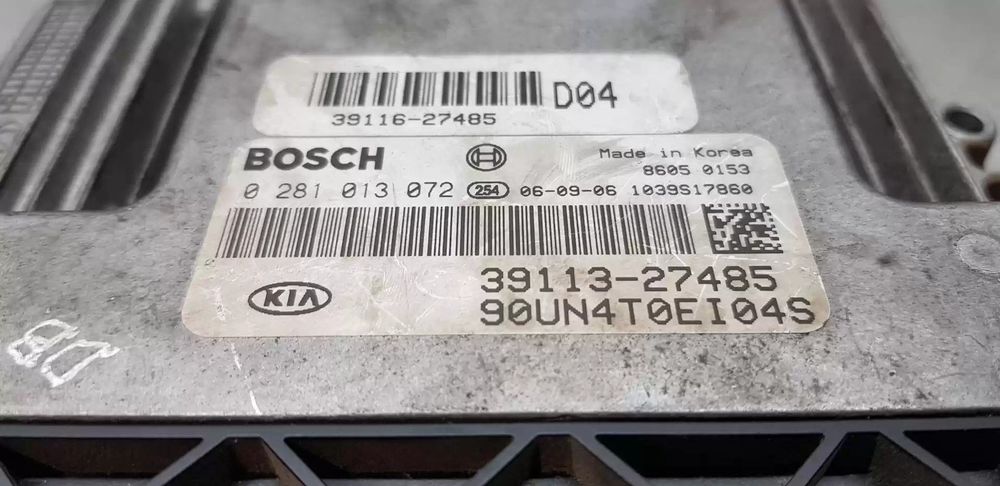 D04
39116-27485
BOSCH
Made in Korea
8605 0153
0 281 013 072 254 06-09-06 1039S17860
39113-27485
KIA
90UN4T0EI04S